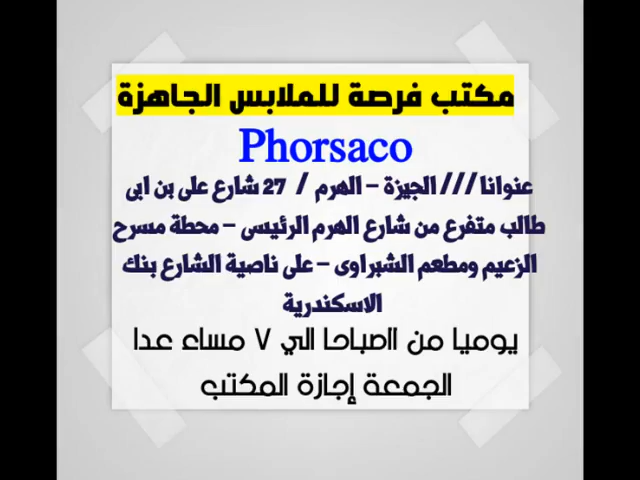 مكتب فرصة للملابس الجاهزة
Phorsaco
عنوانا /// الجيزة – الهرم / 27 شارع على بن ابى
طالب متفرع من شارع الهرم الرئيسى – محطة مسرح
الزعيم ومطعم الشبراوى – على ناصية الشارع بنك
الاسكندرية
يوميا من ١١صباحا الي ٧ مساء عدا
الجمعة إجازة المكتب